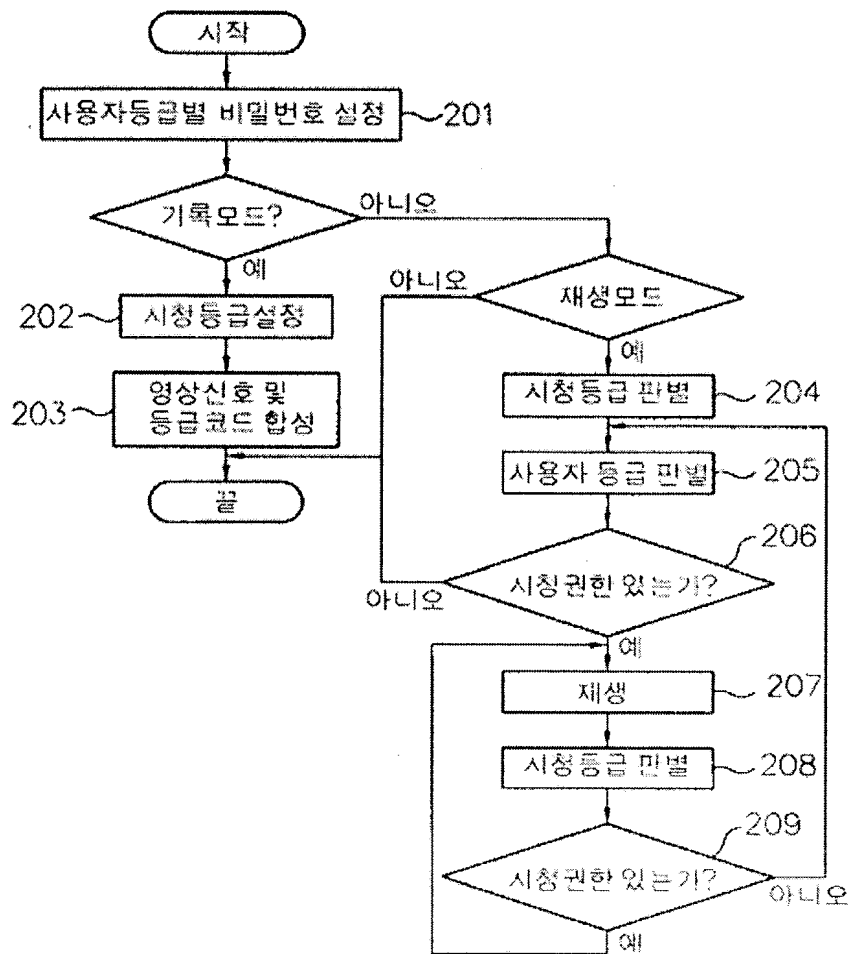 시작
사용자등급별 비밀번호 설정
201
기록모드?
아니오
예
아니오
재생모드
202
시청등급설정
예
203
영상신호 및
등급코드 합성
시청등급 판별
204
사용자 등급 판별
205
끝
206
시청권한 있는가?
아니오
예
재생
207
시청등급 판별
208
209
시청권한 있는가?
아니오
예